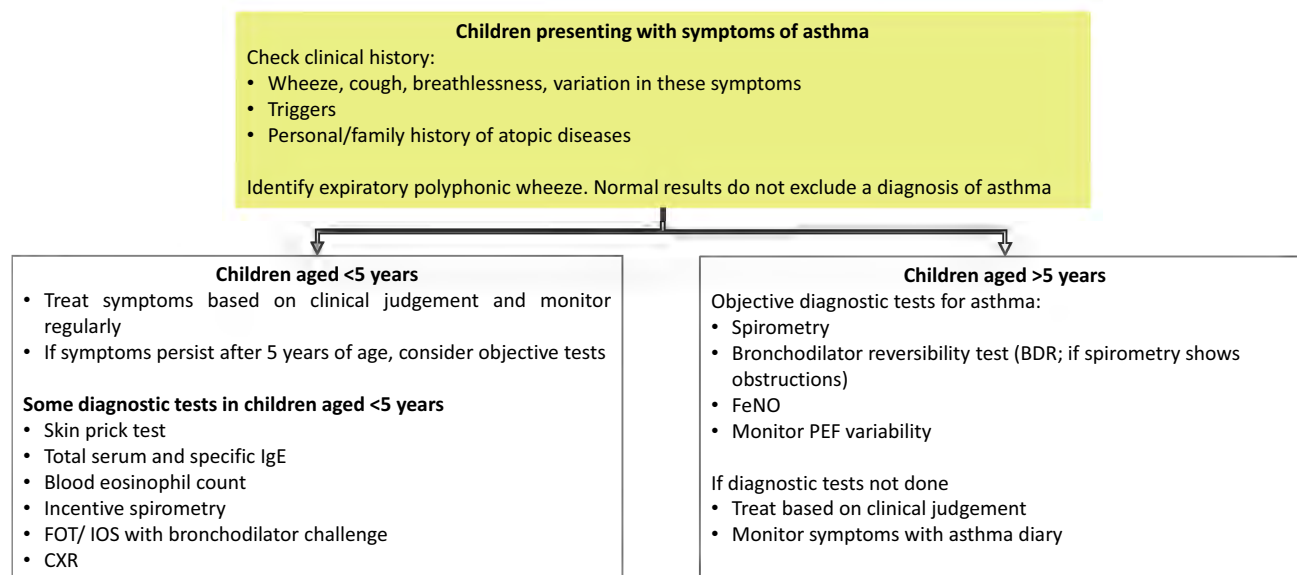 Children presenting with symptoms of asthma
Check clinical history:
• Wheeze, cough, breathlessness, variation in these symptoms
• Triggers
• Personal/family history of atopic diseases
Identify expiratory polyphonic wheeze. Normal results do not exclude a diagnosis of asthma
Children aged <5 years
• Treat symptoms based on clinical judgement and monitor
regularly
• If symptoms persist after 5 years of age, consider objective tests
Some diagnostic tests in children aged <5 years
• Skin prick test
• Total serum and specific IgE
• Blood eosinophil count
• Incentive spirometry
• FOT/ IOS with bronchodilator challenge
• CXR
Children aged >5 years
Objective diagnostic tests for asthma:
• Spirometry
• Bronchodilator reversibility test (BDR; if spirometry shows
obstructions)
• FeNO
• Monitor PEF variability
If diagnostic tests not done
• Treat based on clinical judgement
• Monitor symptoms with asthma diary